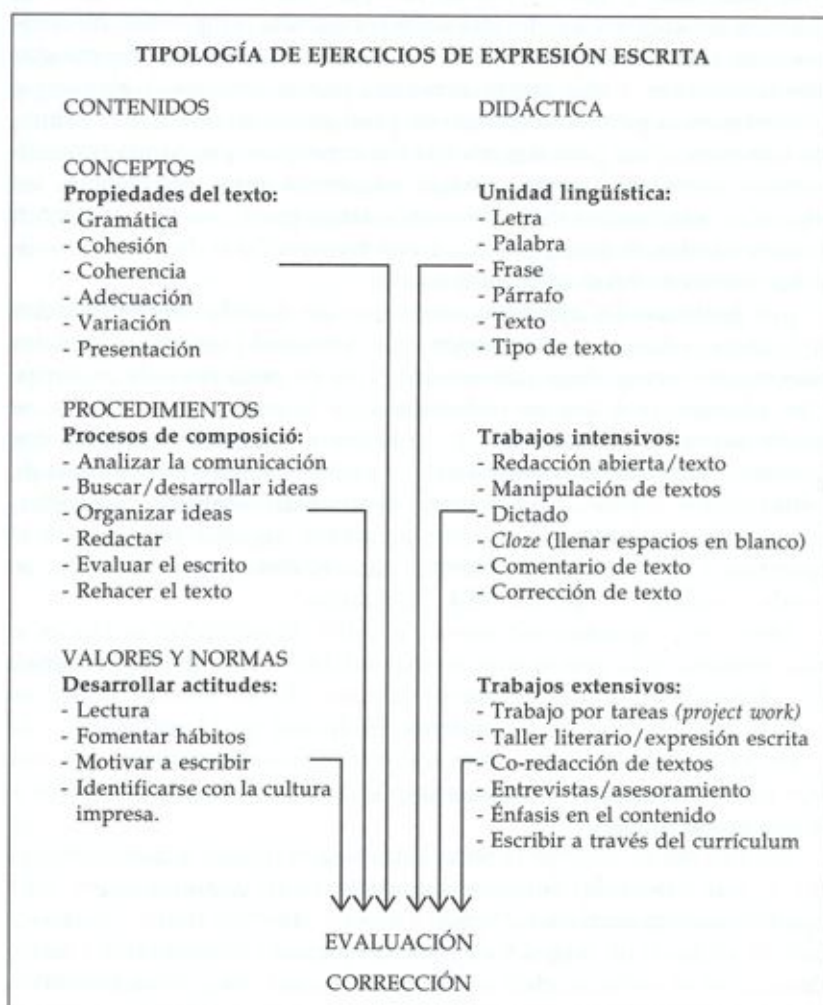 TIPOLOGÍA DE EJERCICIOS DE EXPRESIÓN ESCRITA
CONTENIDOS
DIDÁCTICA
CONCEPTOS
Propiedades del texto:
- Gramática
- Cohesión
- Coherencia
- Adecuación
- Variación
- Presentación
Unidad lingüística:
- Letra
- Palabra
- Frase
- Párrafo
- Texto
- Tipo de texto
PROCEDIMIENTOS
Procesos de composició:
- Analizar la comunicación
- Buscar/desarrollar ideas
- Organizar ideas
- Redactar
- Evaluar el escrito
- Rehacer el texto
Trabajos intensivos:
- Redacción abierta/texto
- Manipulación de textos
- Dictado
- Cloze (llenar espacios en blanco)
- Comentario de texto
- Corrección de texto
VALORES Y NORMAS
Desarrollar actitudes:
- Lectura
- Fomentar hábitos
- Motivar a escribir
- Identificarse con la cultura
impresa.
Trabajos extensivos:
- Trabajo por tareas (project work)
- Taller literario/expresión escrita
- Co-redacción de textos
- Entrevistas/asesoramiento
- Énfasis en el contenido
- Escribir a través del currículum
EVALUACIÓN
CORRECCIÓN